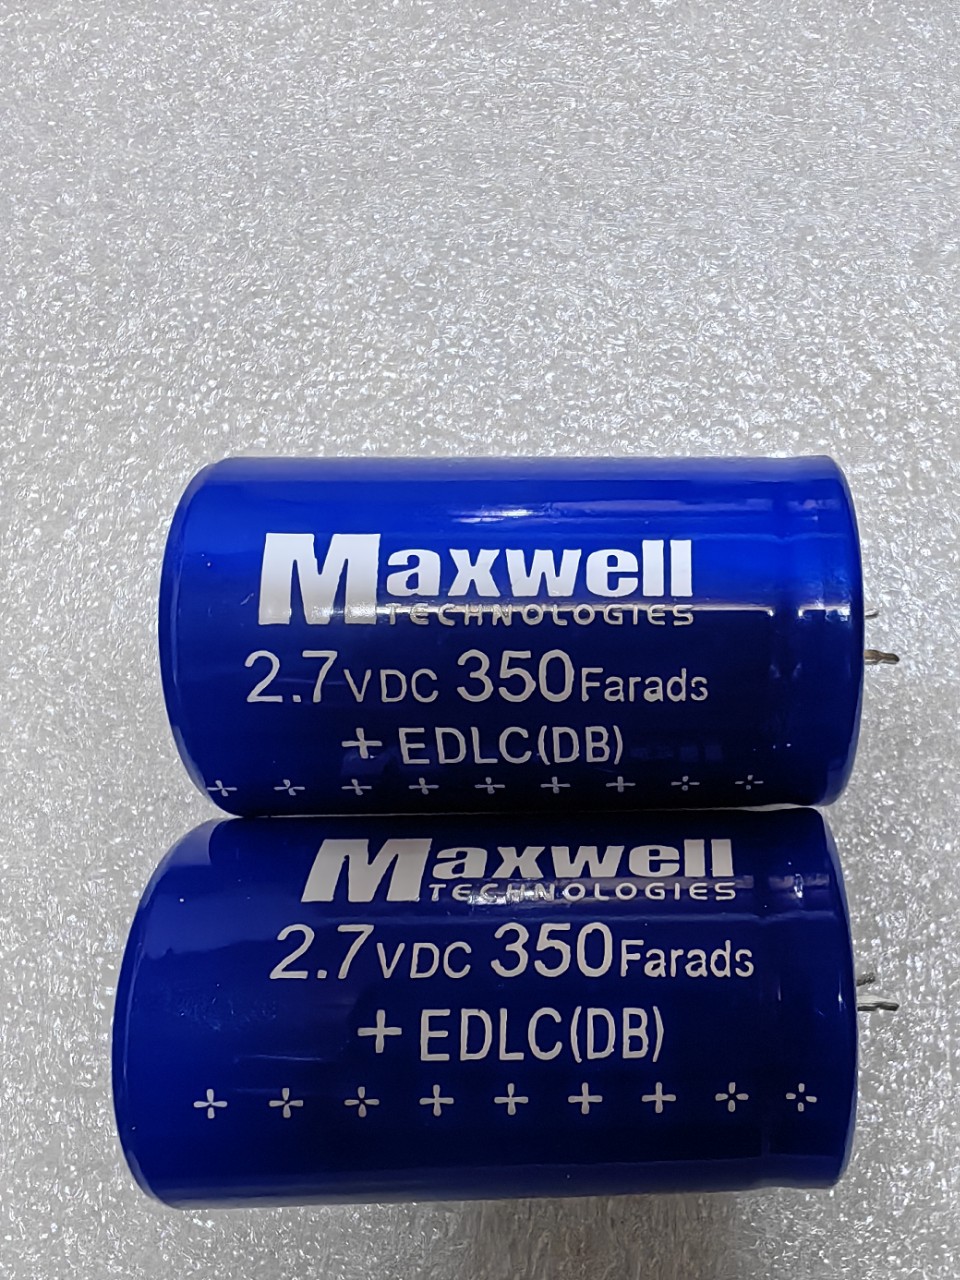 Maxwell
TECHNOLOGIES
2.7VDC 350Farads
+ EDLC(DB)
+ + + + + + + + +
Maxwell
TECHNOLOGIES
2.7VDC 350Farads
+ EDLC(DB)
+ + + + + + + + +